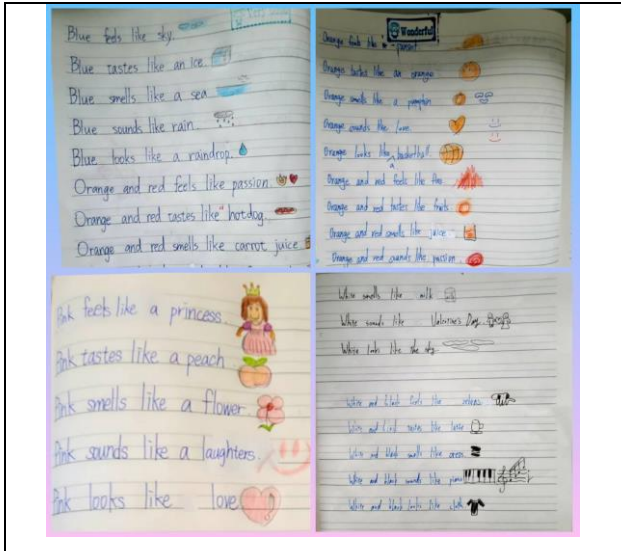 Blue feels like sky.
Blue tastes like an ice.
Blue smells like a sea
Blue sounds like rain.
Blue looks like a raindrop.
Orange and red feels like passion.
Orange and red tastes like hotdog.
Orange and red smells like carrot juice
Wonderful
Orange feels like sunset
Orange tastes like an orange
Orange smells like a pumpkin
Orange sounds like love.
Orange looks like a basketball
Orange and red feels like fire.
Orange and red tastes like fruits.
Orange and red smells like juice
Orange and red sounds like passion
Pink feels like a princess.
Pink tastes like a peach
Pink smells like a flower
Pink sounds like a laughters.
Pink looks like love
White smells like milk
White sounds like Valentine's Day
White looks like the sky
White and black feels like
White and black tastes like
White and black smells like oreo
White and black sounds like piano
White and black looks like cloth